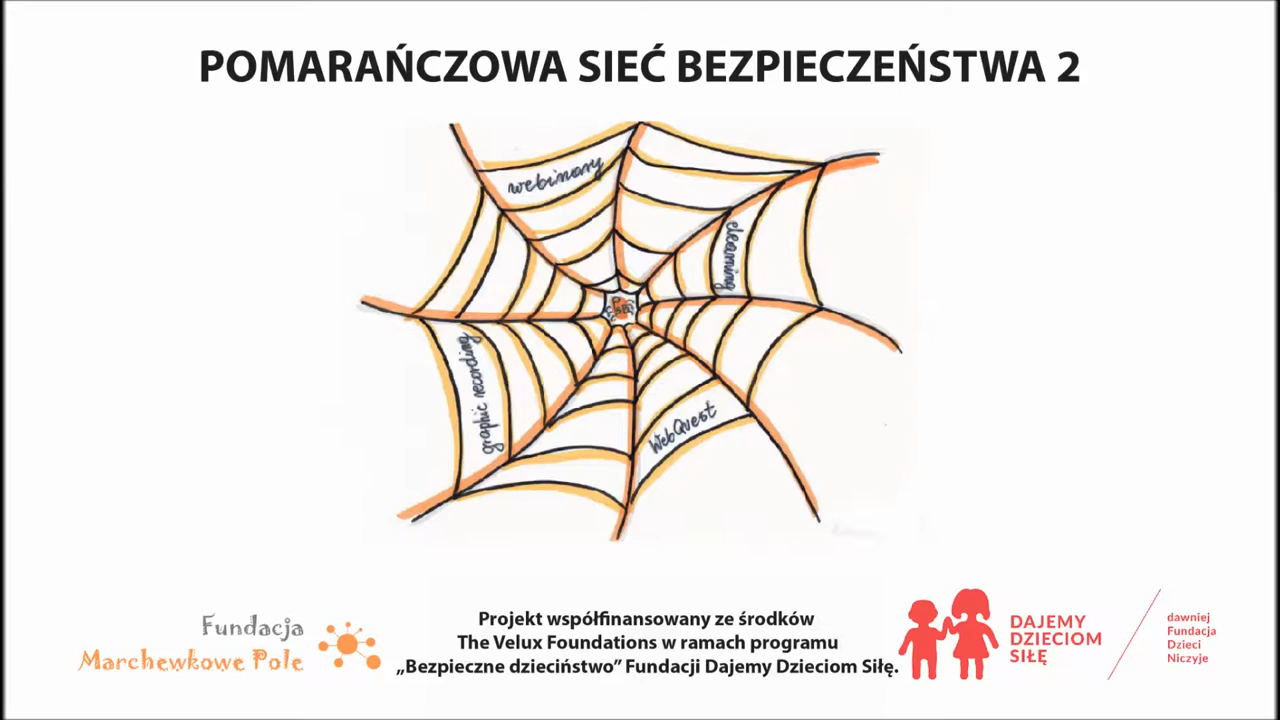 POMARAŃCZOWA SIEĆ BEZPIECZEŃSTWA 2
webinary
elearning
graphic recording
WebQuest
Fundacja
Marchewkowe Pole
Projekt współfinansowany ze środków
The Velux Foundations w ramach programu
„Bezpieczne dzieciństwo” Fundacji Dajemy Dzieciom Siłę.
DAJEMY
DZIECIOM
SIŁĘ
dawniej
Fundacja
Dzieci
Niczyje